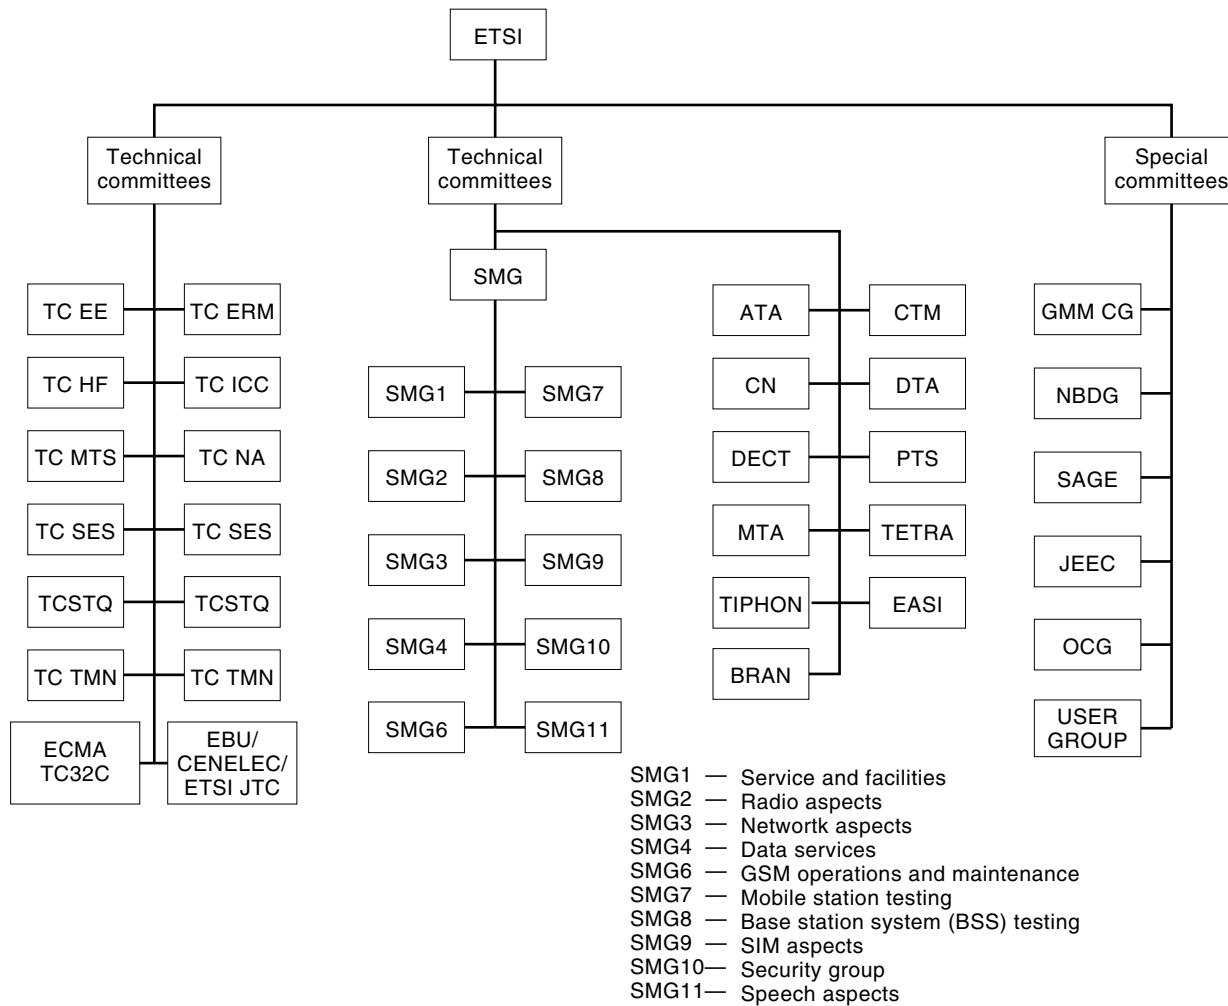 ETSI
Technical
committees
Technical
committees
Special
committees
SMG
TC EE
TC ERM
TC HF
TC ICC
TC MTS
TC NA
TC SES
TC SES
TCSTQ
TCSTQ
TC TMN
TC TMN
ECMA
TC32C
EBU/
CENELEC/
ETSI JTC
SMG1
SMG7
SMG2
SMG8
SMG3
SMG9
SMG4
SMG10
SMG6
SMG11
ATA
CTM
CN
DTA
DECT
PTS
MTA
TETRA
TIPHON
EASI
BRAN
GMM CG
NBDG
SAGE
JEEC
OCG
USER
GROUP
SMG1 — Service and facilities
SMG2 — Radio aspects
SMG3 — Networtk aspects
SMG4 — Data services
SMG6 — GSM operations and maintenance
SMG7 — Mobile station testing
SMG8 — Base station system (BSS) testing
SMG9 — SIM aspects
SMG10— Security group
SMG11— Speech aspects